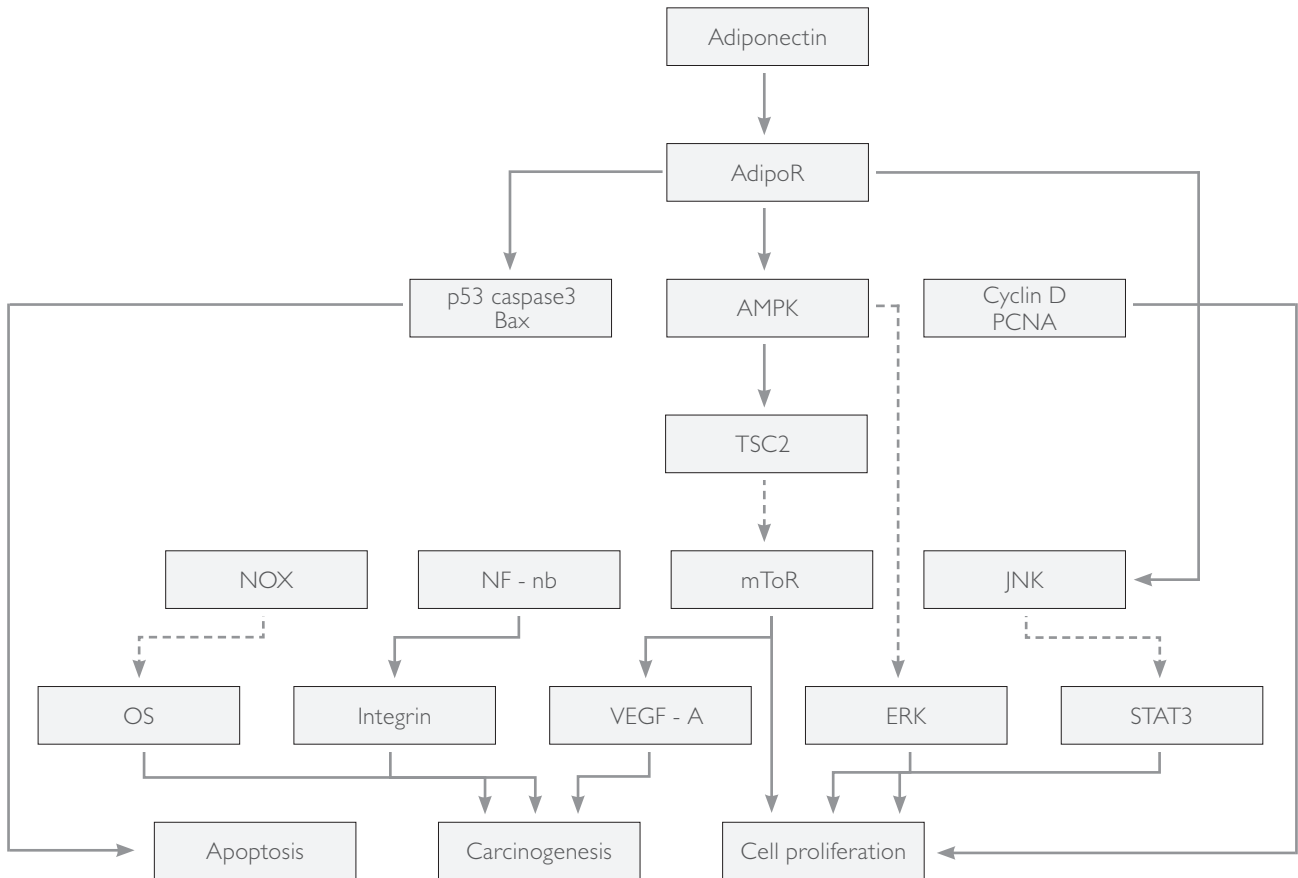 Adiponectin
AdipoR
p53 caspase3
Bax
AMPK
Cyclin D
PCNA
TSC2
NOX
NF - nb
mToR
JNK
OS
Integrin
VEGF - A
ERK
STAT3
Apoptosis
Carcinogenesis
Cell proliferation